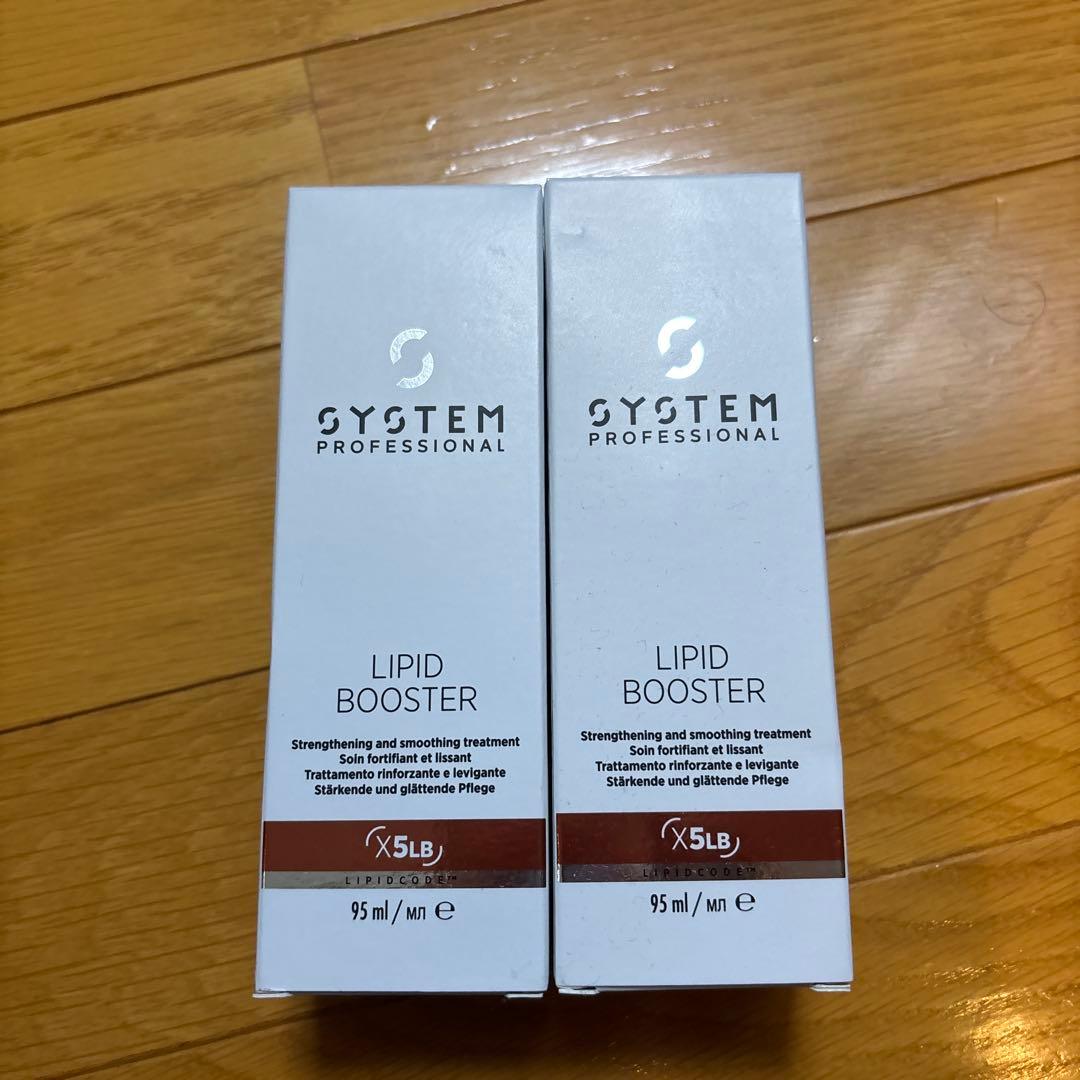 SYSTEM
PROFESSIONAL
LIPID
BOOSTER
Strengthening and smoothing treatment
Soin fortifiant et lissant
Trattamento rinforzante e levigante
Stärkende und glättende Pflege
X5LB
LIPIDCODE™
95 ml / мл ℮
SYSTEM
PROFESSIONAL
LIPID
BOOSTER
Strengthening and smoothing treatment
Soin fortifiant et lissant
Trattamento rinforzante e levigante
Stärkende und glättende Pflege
X5LB
LIPIDCODE™
95 ml / мл ℮